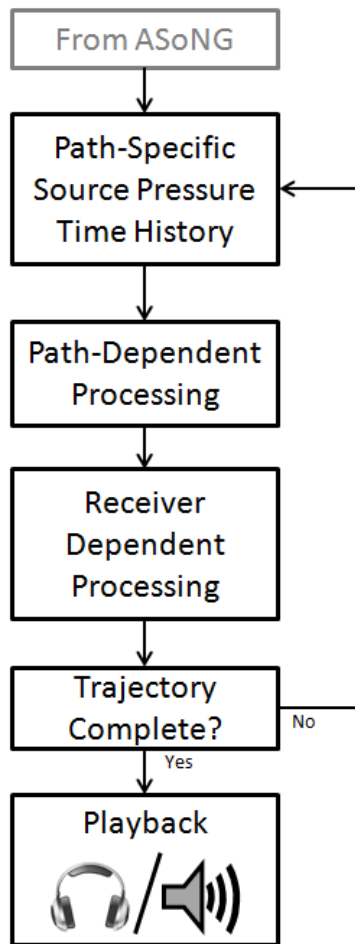 From ASoNG
Path-Specific
Source Pressure
Time History
Path-Dependent
Processing
Receiver
Dependent
Processing
Trajectory
Complete?
No
Yes
Playback